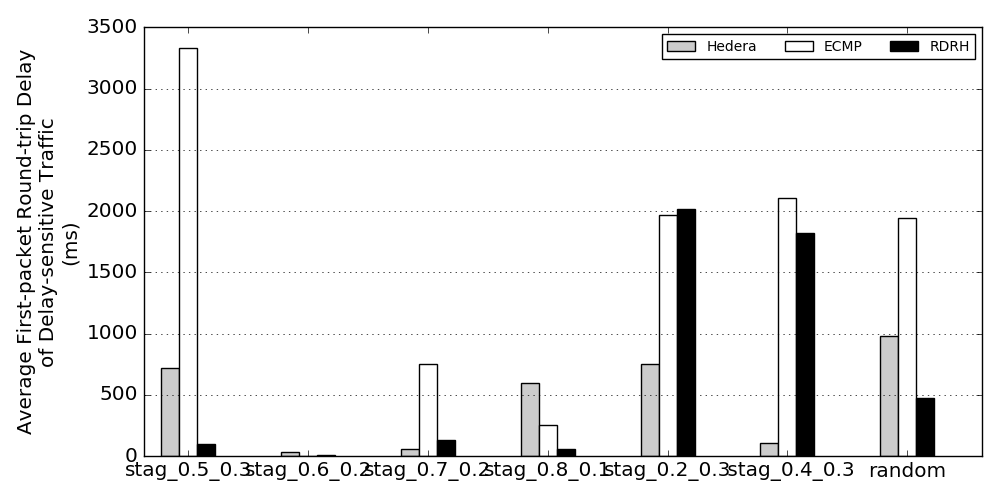 Average First-packet Round-trip Delay
of Delay-sensitive Traffic
(ms)
3500
3000
2500
2000
1500
1000
500
0
Hedera ECMP RDRH
stag_0.5_0.3 stag_0.6_0.2 stag_0.7_0.2 stag_0.8_0.1 stag_0.2_0.3 stag_0.4_0.3 random